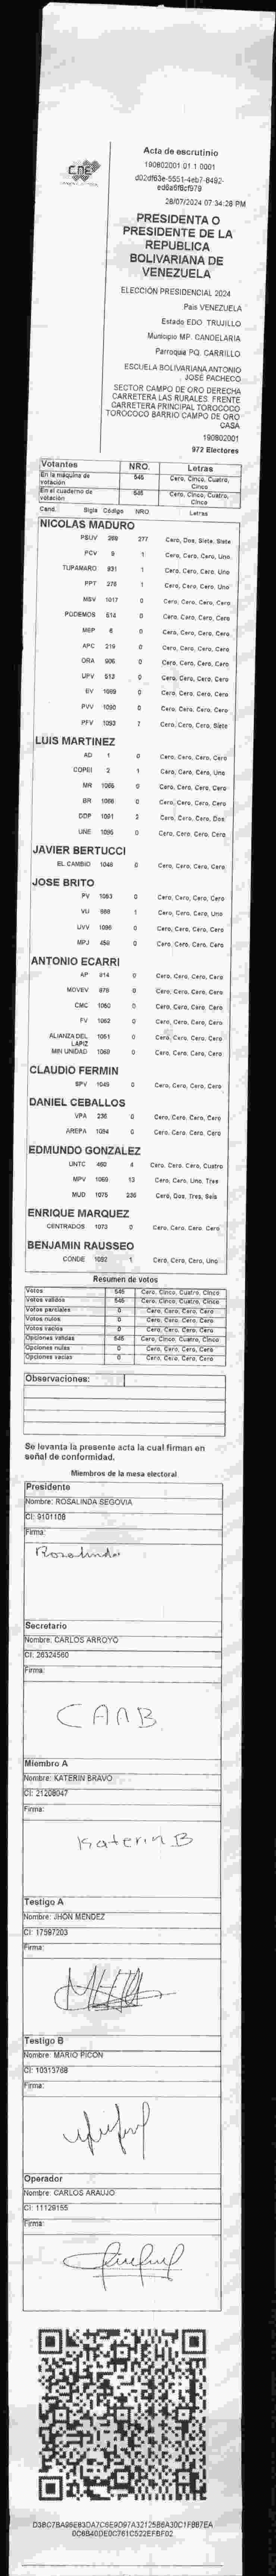 CNE
Acta de escrutinio
190802001.01.1.0001
d02df63e-5551-4eb7-8492-
ed6a6f8cf979
28/07/2024 07:34:28 PM
PRESIDENTA O
PRESIDENTE DE LA
REPUBLICA
BOLIVARIANA DE
VENEZUELA
ELECCIÓN PRESIDENCIAL 2024
Pais VENEZUELA
Estado EDO. TRUJILLO
Municipio MP. CANDELARIA
Parroquia PQ. CARRILLO
ESCUELA BOLIVARIANA ANTONIO
JOSÉ PACHECO
SECTOR CAMPO DE ORO DERECHA
CARRETERA LAS RURALES. FRENTE
CARRETERA PRINCIPAL TOROCOCO
TOROCOCO BARRIO CAMPO DE ORO
CASA
190802001
972 Electores
Votantes NRO. Letras
En la máquina de votación 545 Cero, Cinco, Cuatro, Cinco
En el cuaderno de votación 545 Cero, Cinco, Cuatro, Cinco
Cand. Sigla Código NRO Letras
NICOLAS MADURO
PSUV 277 Cero, Dos, Siete, Siete
PCV 9 1 Cero, Cero, Cero, Uno
TUPAMARO 831 1 Cero, Cero, Cero, Uno
PPT 278 1 Cero, Cero, Cero, Uno
MSV 1017 0 Cero, Cero, Cero, Cero
PODEMOS 514 0 Cero, Cero, Cero, Cero
MEP 6 0 Cero, Cero, Cero, Cero
APC 219 0 Cero, Cero, Cero, Cero
ORA 906 0 Cero, Cero, Cero, Cero
UPV 513 0 Cero, Cero, Cero, Cero
EV 1089 0 Cero, Cero, Cero, Cero
PVV 1090 0 Cero, Cero, Cero, Cero
PFV 1093 7 Cero, Cero, Cero, Siete
LUIS MARTINEZ
AD 1 0 Cero, Cero, Cero, Cero
COPEI 2 1 Cero, Cero, Cero, Uno
MR 1066 0 Cero, Cero, Cero, Cero
BR 0 Cero, Cero, Cero, Cero
DDP 1091 2 Cero, Cero, Cero, Dos
UNE 1095 0 Cero, Cero, Cero, Cero
JAVIER BERTUCCI
EL CAMBIO 1048 0 Cero, Cero, Cero, Cero
JOSE BRITO
PV 1083 0 Cero, Cero, Cero, Cero
VU 988 1 Cero, Cero, Cero, Uno
UVV 1096 0 Cero, Cero, Cero, Cero
MPJ 459 0 Cero, Cero, Cero, Cero
ANTONIO ECARRI
AP 914 0 Cero, Cero, Cero, Cero
MOVEV 979 0 Cero, Cero, Cero, Cero
CMC 1050 0 Cero, Cero, Cero, Cero
FV 1062 0 Cero, Cero, Cero, Cero
ALIANZA DEL LAPIZ 1051 0 Cero, Cero, Cero, Cero
MIN UNIDAD 1069 0 Cero, Cero, Cero, Cero
CLAUDIO FERMIN
SPV 1049 0 Cero, Cero, Cero, Cero
DANIEL CEBALLOS
VPA 236 0 Cero, Cero, Cero, Cero
AREPA 1094 0 Cero, Cero, Cero, Cero
EDMUNDO GONZALEZ
UNTC 4 Cero, Cero, Cero, Cuatro
MPV 1069 13 Cero, Cero, Uno, Tres
MUD 1075 236 Cero, Dos, Tres, Seis
ENRIQUE MARQUEZ
CENTRADOS 1073 0 Cero, Cero, Cero, Cero
BENJAMIN RAUSSEO
CONDE 1092 1 Cero, Cero, Cero, Uno
Resumen de votos
Votos 545 Cero, Cinco, Cuatro, Cinco
Votos válidos 545 Cero, Cinco, Cuatro, Cinco
Votos parciales 0 Cero, Cero, Cero, Cero
Votos nulos 0 Cero, Cero, Cero, Cero
Votos vacíos 0 Cero, Cero, Cero, Cero
Opciones válidas 545 Cero, Cinco, Cuatro, Cinco
Opciones nulas 0 Cero, Cero, Cero, Cero
Opciones vacías 0 Cero, Cero, Cero, Cero
Observaciones:
Se levanta la presente acta la cual firman en
señal de conformidad.
Miembros de la mesa electoral
Presidente
Nombre: ROSALINDA SEGOVIA
CI: 9101108
Firma:
Rosalinda
Secretario
Nombre: CARLOS ARROYO
CI: 26324560
Firma:
CAAB
Miembro A
Nombre: KATERIN BRAVO
CI: 21208047
Firma:
Katerin B
Testigo A
Nombre: JHON MENDEZ
CI: 17597203
Firma:
Testigo B
Nombre: MARIO PICON
CI: 10313768
Firma:
Operador
Nombre: CARLOS ARAUJO
CI: 11129155
Firma: